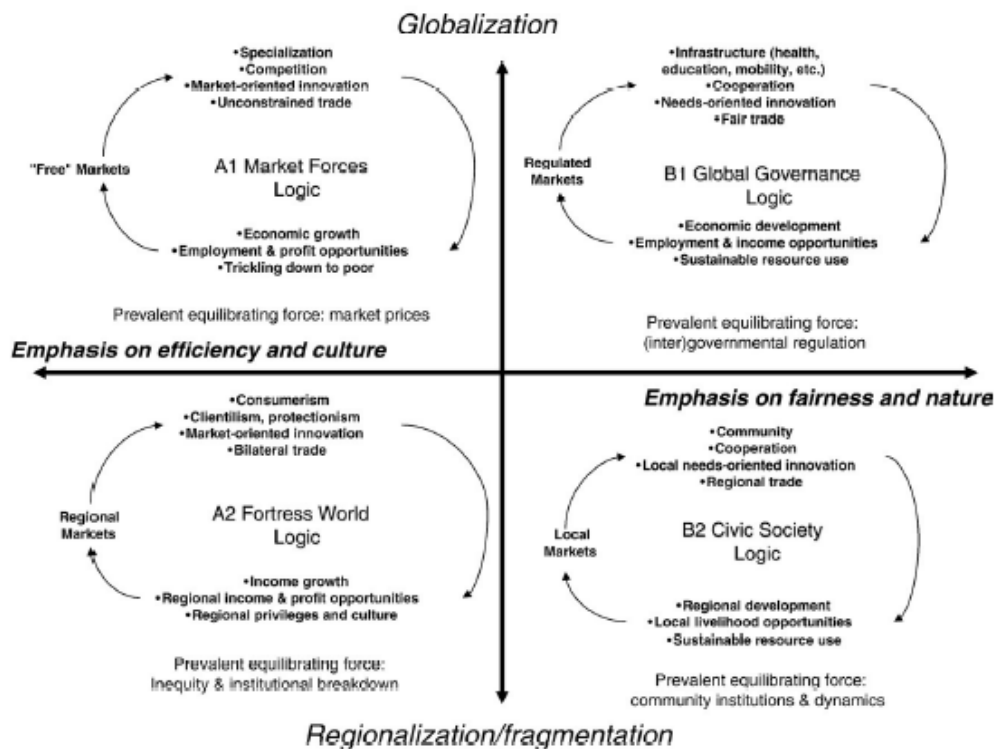 Globalization
•Specialization
•Competition
•Market-oriented innovation
•Unconstrained trade
"Free" Markets
A1 Market Forces
Logic
•Economic growth
•Employment & profit opportunities
•Trickling down to poor
Prevalent equilibrating force: market prices
•Infrastructure (health,
education, mobility, etc.)
•Cooperation
•Needs-oriented innovation
•Fair trade
Regulated
Markets
B1 Global Governance
Logic
•Economic development
•Employment & income opportunities
•Sustainable resource use
Prevalent equilibrating force:
(inter)governmental regulation
Emphasis on efficiency and culture
Emphasis on fairness and nature
•Consumerism
•Clientilism, protectionism
•Market-oriented innovation
•Bilateral trade
Regional
Markets
A2 Fortress World
Logic
•Income growth
•Regional income & profit opportunities
•Regional privileges and culture
Prevalent equilibrating force:
Inequity & institutional breakdown
•Community
•Cooperation
•Local needs-oriented innovation
•Regional trade
Local
Markets
B2 Civic Society
Logic
•Regional development
•Local livelihood opportunities
•Sustainable resource use
Prevalent equilibrating force:
community institutions & dynamics
Regionalization/fragmentation